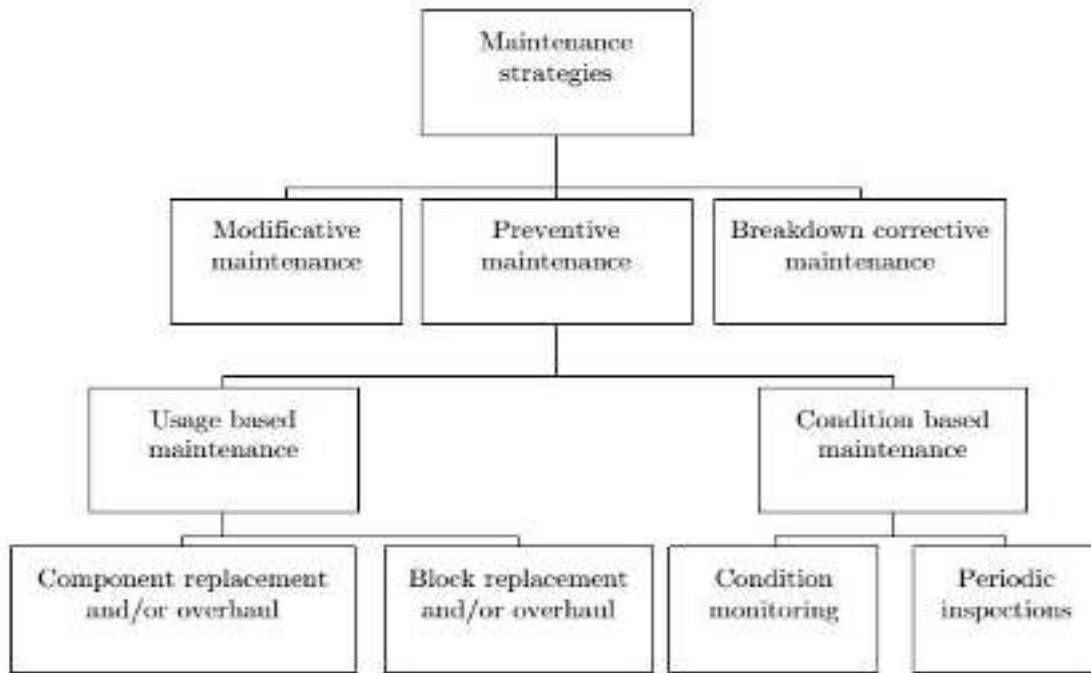 Maintenance
strategies
Modificative
maintenance
Preventive
maintenance
Breakdown corrective
maintenance
Usage based
maintenance
Condition based
maintenance
Component replacement
and/or overhaul
Block replacement
and/or overhaul
Condition
monitoring
Periodic
inspections